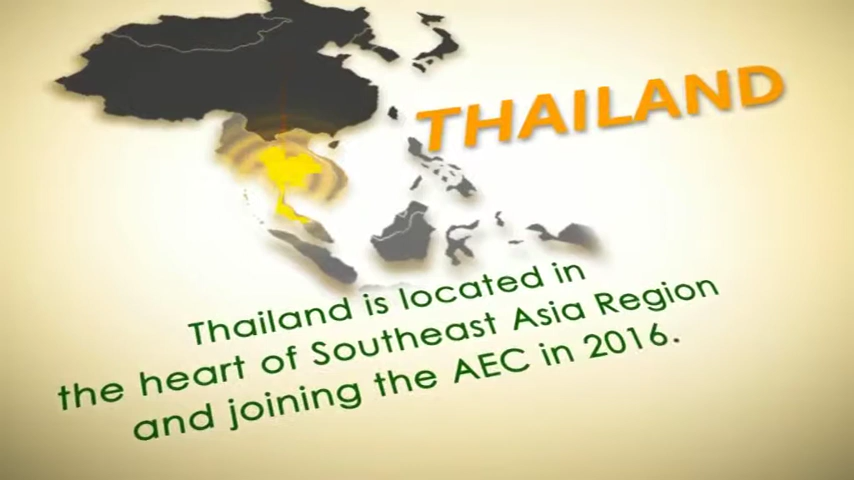 THAILAND
Thailand is located in
the heart of Southeast Asia Region
and joining the AEC in 2016.